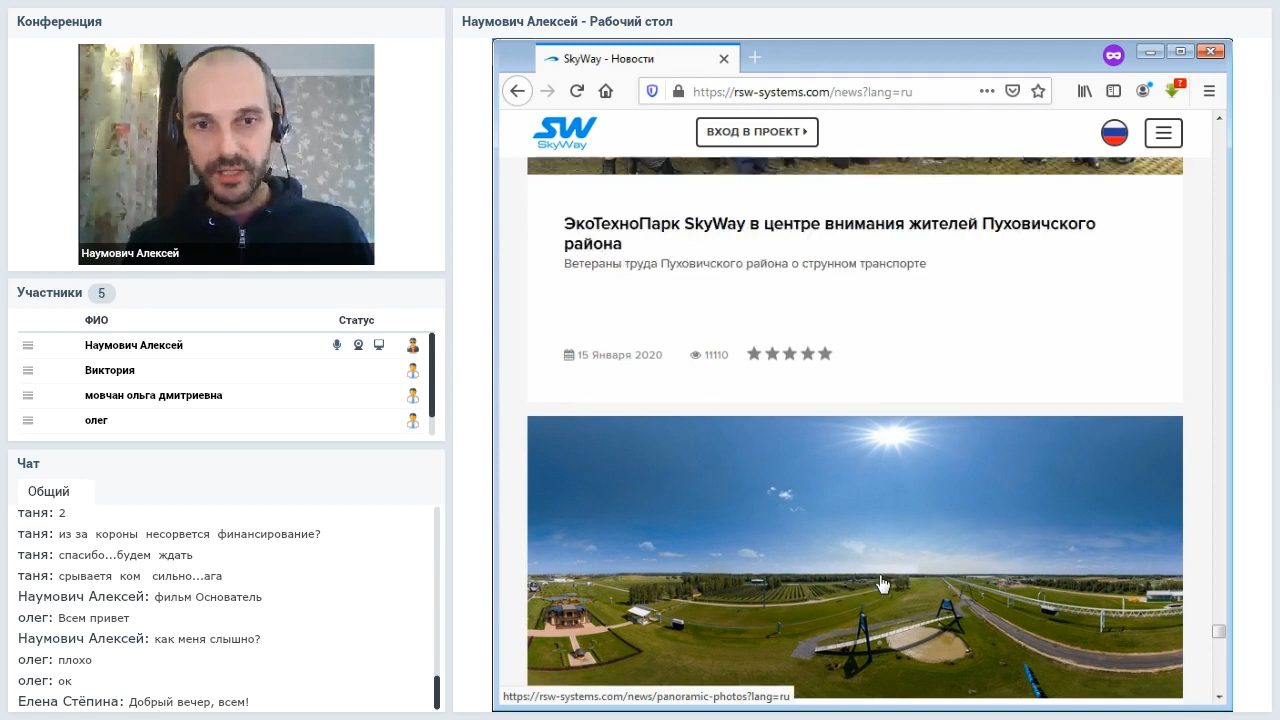 Конференция
Наумович Алексей
Участники 5
ФИО Статус
Наумович Алексей
Виктория
мовчан ольга дмитриевна
олег
Чат
Общий
таня: 2
таня: из за короны несорвется финансирование?
таня: спасибо...будем ждать
таня: срываетя ком сильно...ага
Наумович Алексей: фильм Основатель
олег: Всем привет
Наумович Алексей: как меня слышно?
олег: плохо
олег: ок
Елена Стёпина: Добрый вечер, всем!
Наумович Алексей - Рабочий стол
SkyWay - Новости
https://rsw-systems.com/news?lang=ru
?
SW
SkyWay
ВХОД В ПРОЕКТ
ЭкоТехноПарк SkyWay в центре внимания жителей Пуховичского
района
Ветераны труда Пуховичского района о струнном транспорте
15 Января 2020 11110
https://rsw-systems.com/news/panoramic-photos?lang=ru